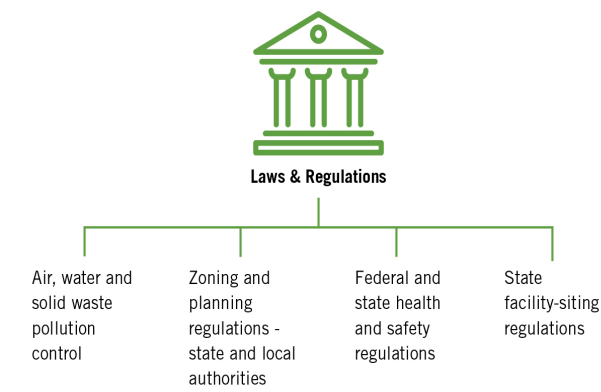 Laws & Regulations
Air, water and
solid waste
pollution
control
Zoning and
planning
regulations -
state and local
authorities
Federal and
state health
and safety
regulations
State
facility-siting
regulations